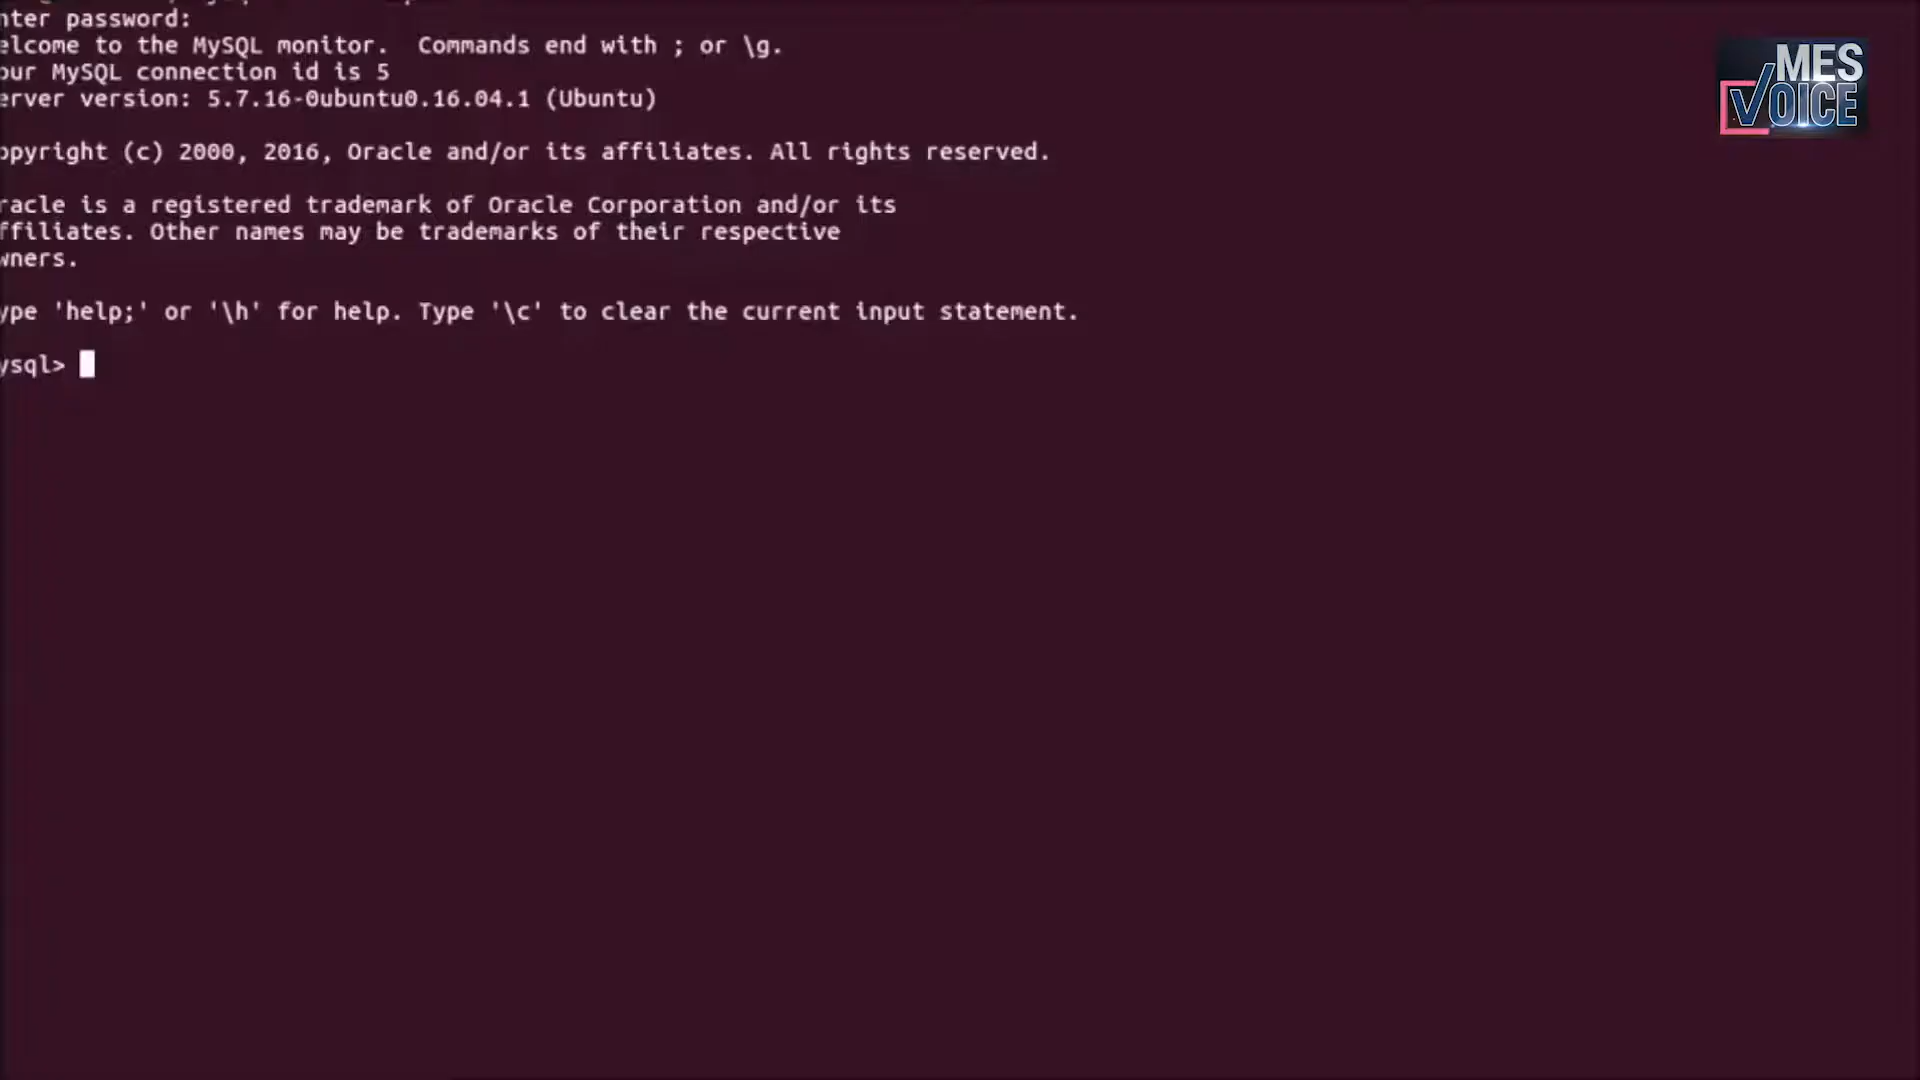 nter password:
elcome to the MySQL monitor.  Commands end with ; or \g.
our MySQL connection id is 5
erver version: 5.7.16-0ubuntu0.16.04.1 (Ubuntu)
opyright (c) 2000, 2016, Oracle and/or its affiliates. All rights reserved.
racle is a registered trademark of Oracle Corporation and/or its
ffiliates. Other names may be trademarks of their respective
wners.
ype 'help;' or '\h' for help. Type '\c' to clear the current input statement.
ysql>
MES
VOICE